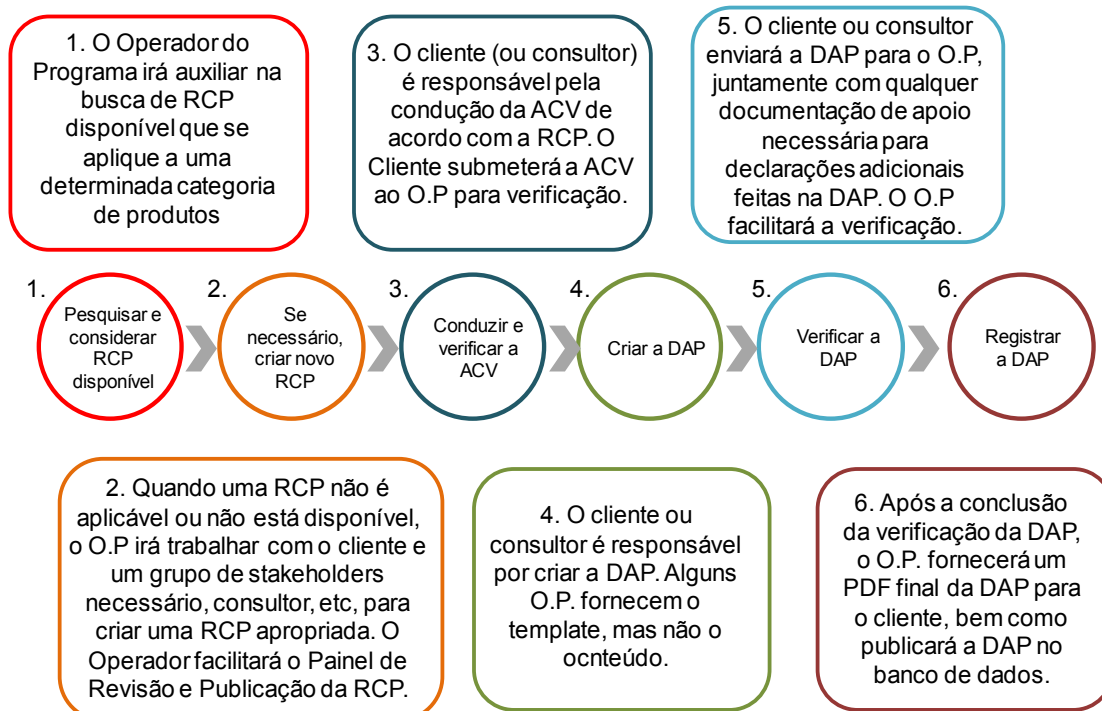 1. O Operador do
Programa irá auxiliar na
busca de RCP
disponível que se
aplique a uma
determinada categoria
de produtos
3. O cliente (ou consultor)
é responsável pela
condução da ACV de
acordo com a RCP. O
Cliente submeterá a ACV
ao O.P para verificação.
5. O cliente ou consultor
enviará a DAP para o O.P,
juntamente com qualquer
documentação de apoio
necessária para
declarações adicionais
feitas na DAP. O O.P
facilitará a verificação.
1.
Pesquisar e
considerar
RCP
disponível
2.
Se
necessário,
criar novo
RCP
3.
Conduzir e
verificar a
ACV
4.
Criar a DAP
5.
Verificar a
DAP
6.
Registrar
a DAP
2. Quando uma RCP não é
aplicável ou não está disponível,
o O.P irá trabalhar com o cliente e
um grupo de stakeholders
necessário, consultor, etc, para
criar uma RCP apropriada. O
Operador facilitará o Painel de
Revisão e Publicação da RCP.
4. O cliente ou
consultor é responsável
por criar a DAP. Alguns
O.P. fornecem o
template, mas não o
ocnteúdo.
6. Após a conclusão
da verificação da DAP,
o O.P. fornecerá um
PDF final da DAP para
o cliente, bem como
publicará a DAP no
banco de dados.